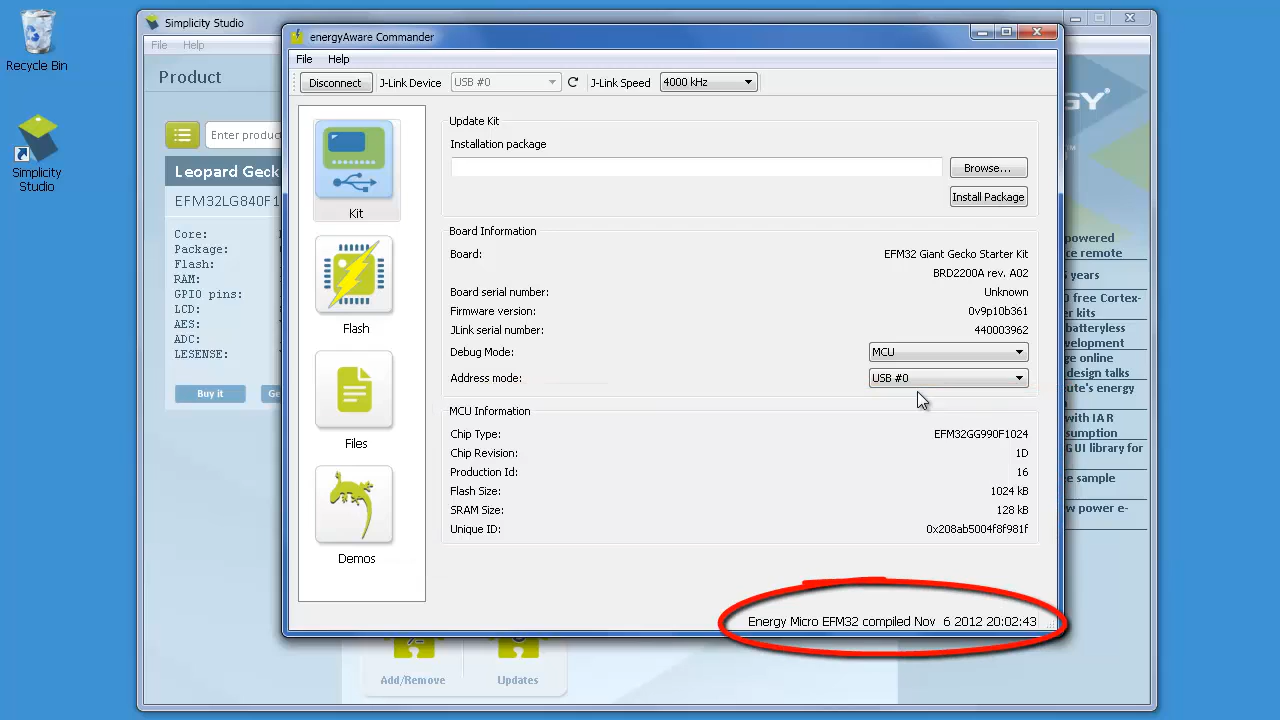 Recycle Bin
Simplicity
Studio
Simplicity Studio
File Help
Product
Enter produc
Leopard Geck
EFM32LG840F1
Core:
Package:
Flash:
RAM:
GPIO pins:
LCD:
AES:
ADC:
LESENSE:
Buy it
Ge
Add/Remove
Updates
GY
powered
ce remote
years
0 free Cortex-
er kits
batteryless
velopment
ge online
design talks
ute's energy
with IAR
sumption
GUI library for
ee sample
w power e-
energyAware Commander
File Help
Disconnect J-Link Device USB #0 J-Link Speed 4000 kHz
Kit
Flash
Files
Demos
Update Kit
Installation package
Browse...
Install Package
Board Information
Board: EFM32 Giant Gecko Starter Kit
BRD2200A rev. A02
Board serial number: Unknown
Firmware version: 0v9p10b361
JLink serial number: 440003962
Debug Mode: MCU
Address mode: USB #0
MCU Information
Chip Type: EFM32GG990F1024
Chip Revision: 1D
Production Id: 16
Flash Size: 1024 kB
SRAM Size: 128 kB
Unique ID: 0x208ab5004f8f981f
Energy Micro EFM32 compiled Nov 6 2012 20:02:43